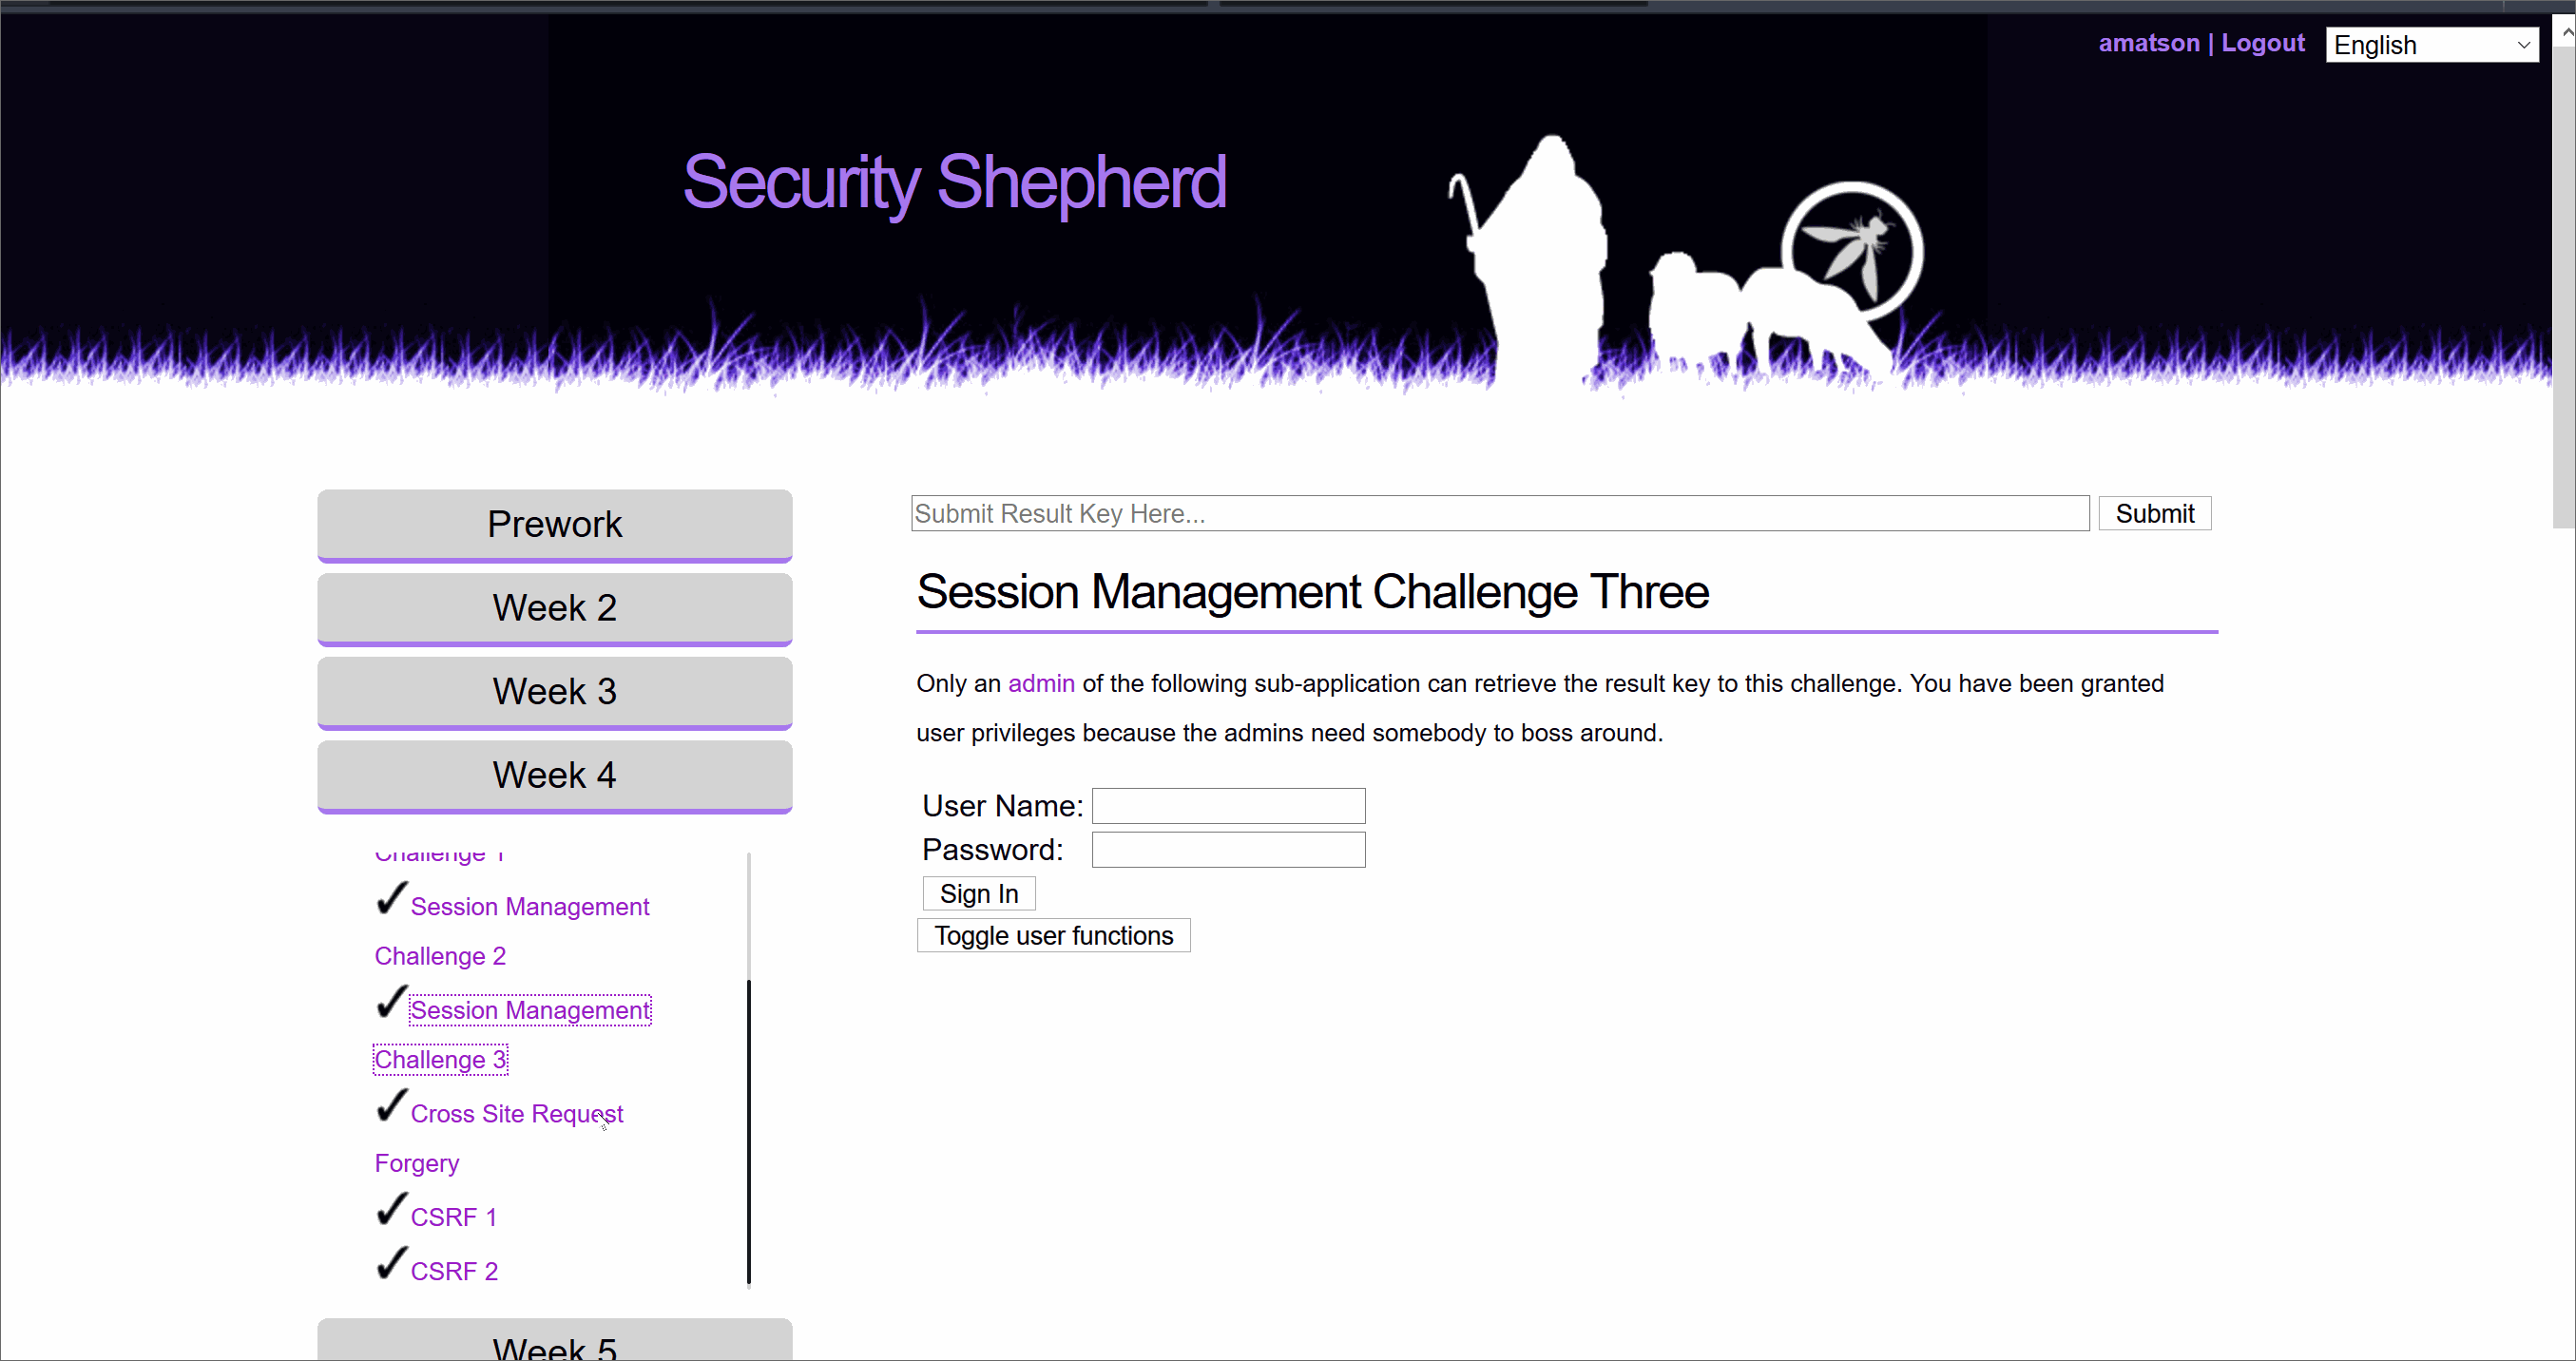 amatson | Logout English
Security Shepherd
Prework
Week 2
Week 3
Week 4
Challenge 1
✓Session Management
Challenge 2
✓Session Management
Challenge 3
✓Cross Site Request
Forgery
✓CSRF 1
✓CSRF 2
Week 5
Submit Result Key Here... Submit
Session Management Challenge Three
Only an admin of the following sub-application can retrieve the result key to this challenge. You have been granted
user privileges because the admins need somebody to boss around.
User Name:
Password:
Sign In
Toggle user functions